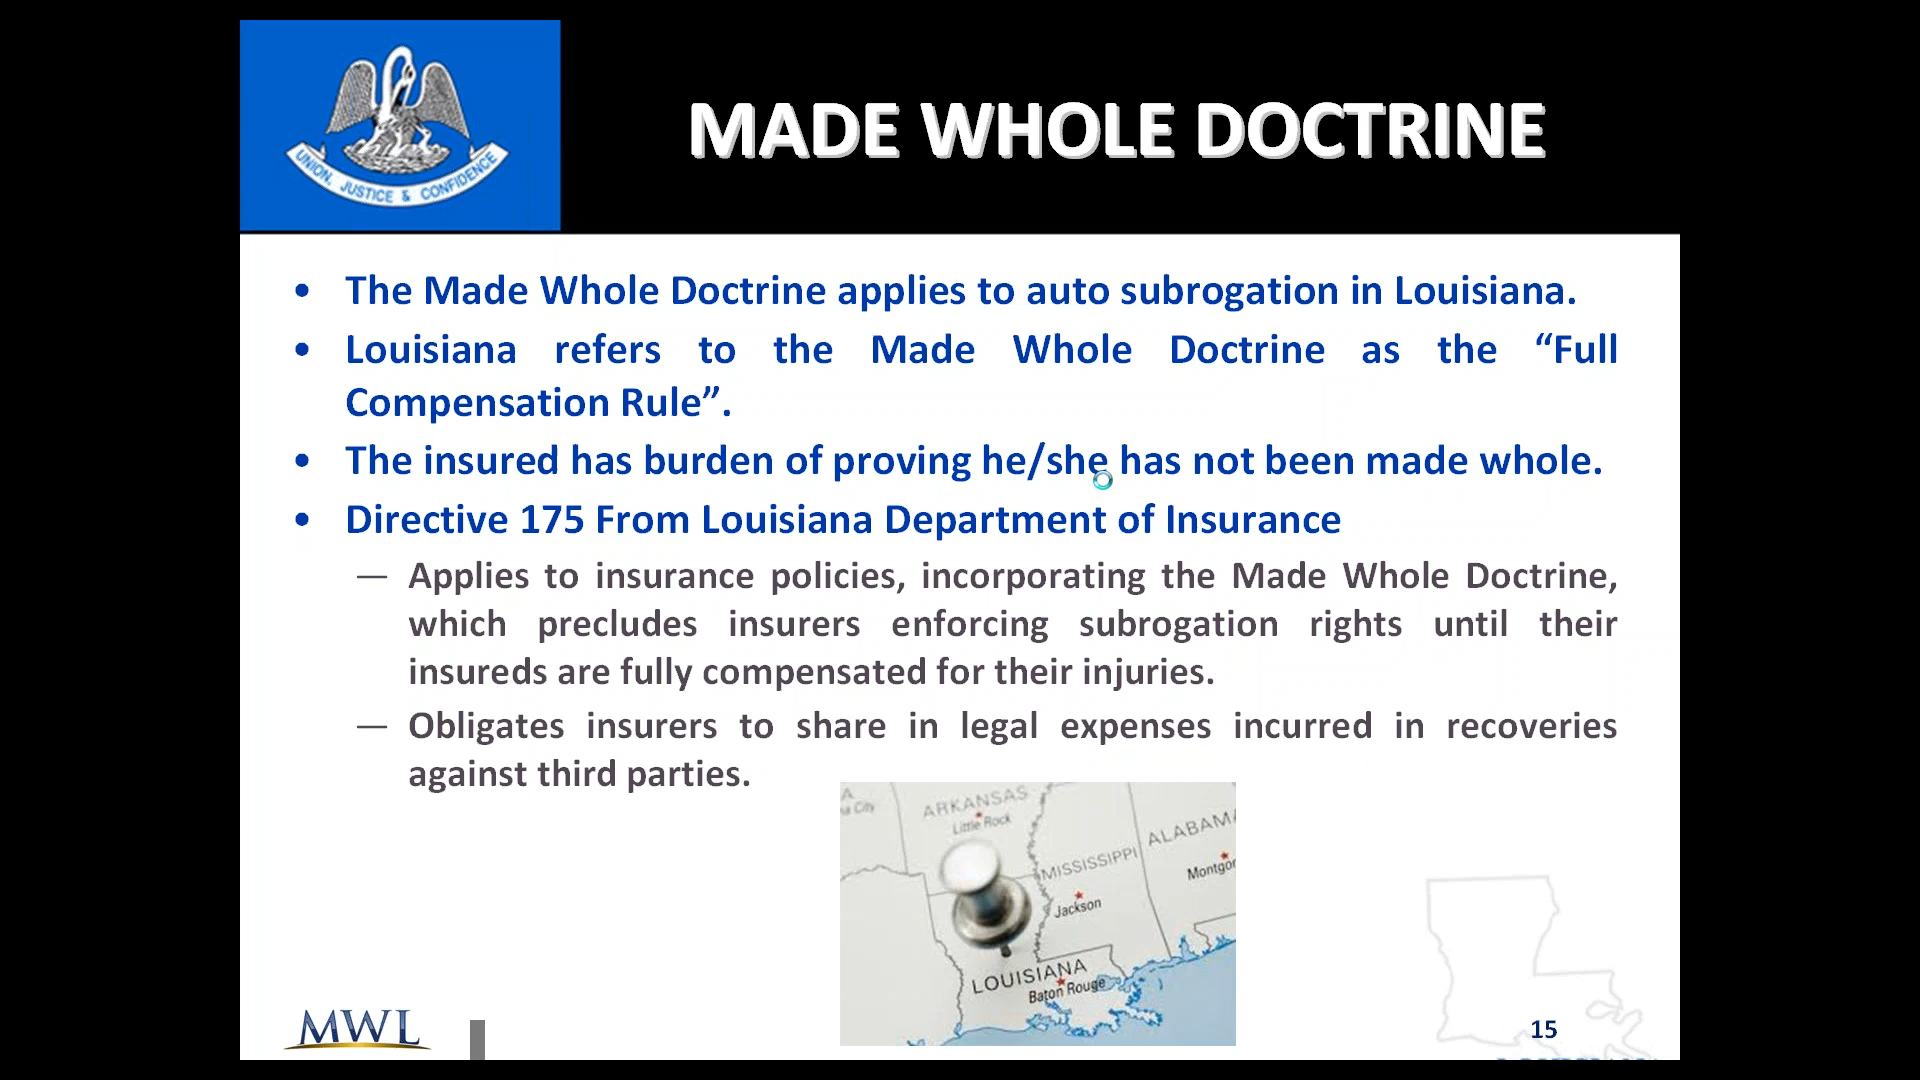 UNION, JUSTICE & CONFIDENCE
MADE WHOLE DOCTRINE
• The Made Whole Doctrine applies to auto subrogation in Louisiana.
• Louisiana refers to the Made Whole Doctrine as the “Full
Compensation Rule”.
• The insured has burden of proving he/she has not been made whole.
• Directive 175 From Louisiana Department of Insurance
— Applies to insurance policies, incorporating the Made Whole Doctrine,
which precludes insurers enforcing subrogation rights until their
insureds are fully compensated for their injuries.
— Obligates insurers to share in legal expenses incurred in recoveries
against third parties.
ARKANSAS
Little Rock
City
ALABAMA
MISSISSIPPI
Montgo
Jackson
LOUISIANA
Baton Rouge
MWL
15